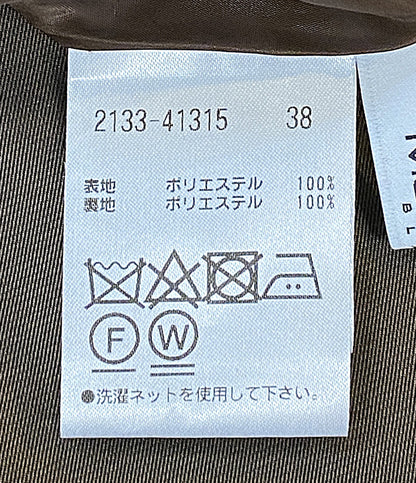 2133-41315 38
表地 ポリエステル 100%
裏地 ポリエステル 100%
F W
●洗濯ネットを使用して下さい。